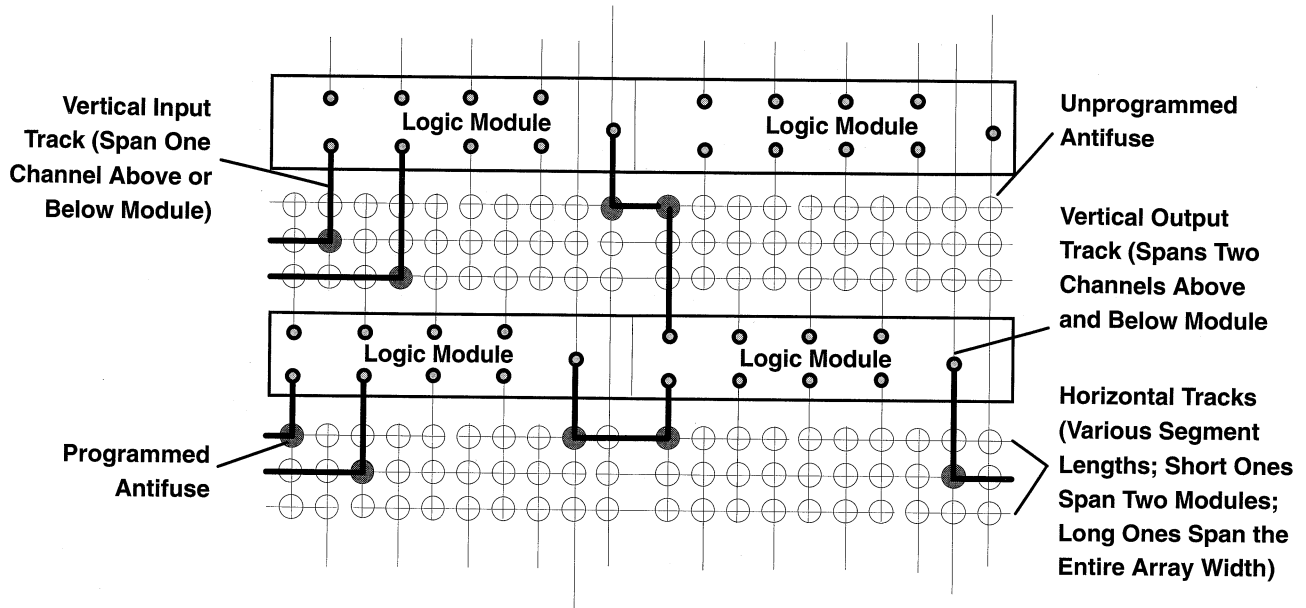 Vertical Input
Track (Span One
Channel Above or
Below Module)
Logic Module
Logic Module
Unprogrammed
Antifuse
Vertical Output
Track (Spans Two
Channels Above
and Below Module
Logic Module
Logic Module
Programmed
Antifuse
Horizontal Tracks
(Various Segment
Lengths; Short Ones
Span Two Modules;
Long Ones Span the
Entire Array Width)